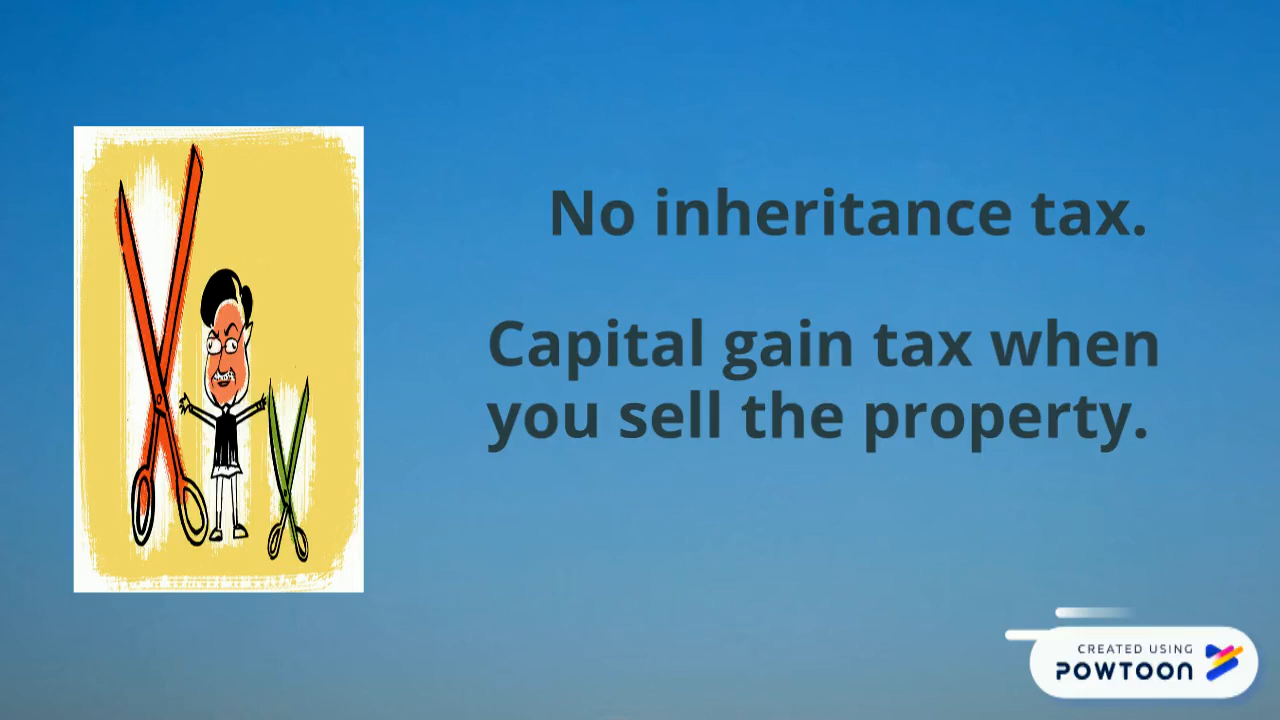 No inheritance tax.
Capital gain tax when
you sell the property.
CREATED USING
POWTOON